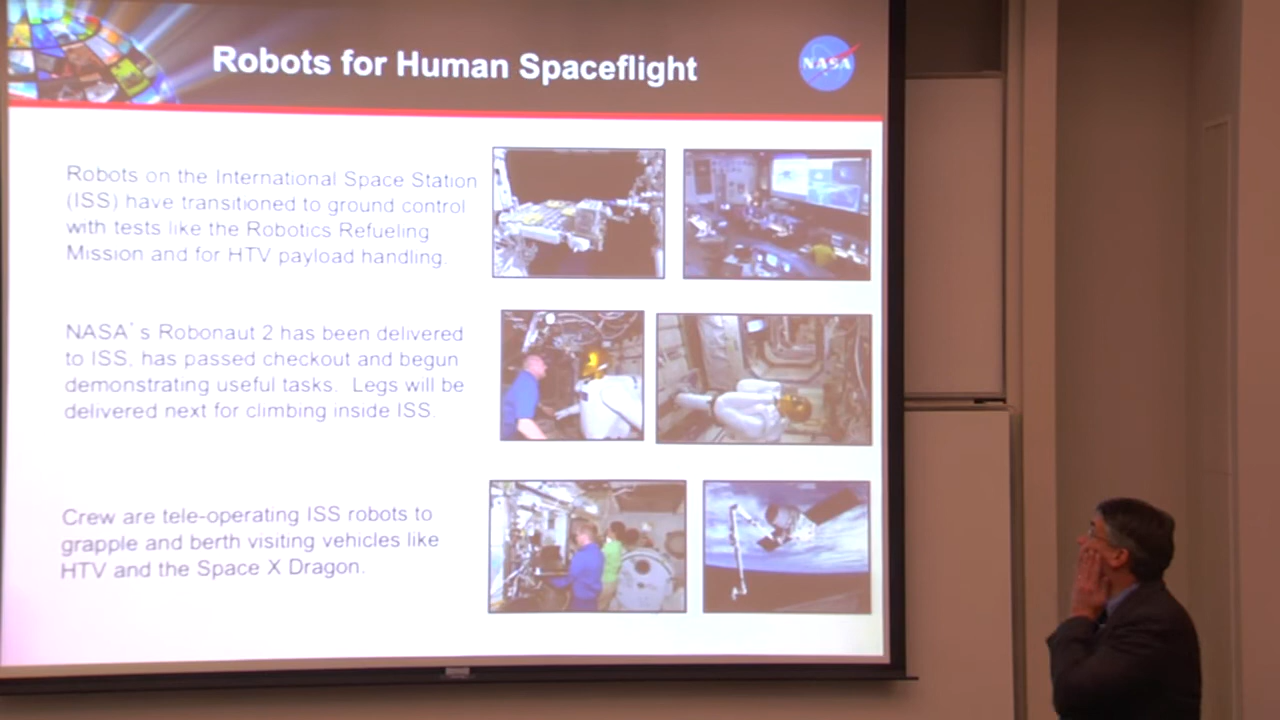 Robots for Human Spaceflight
NASA
Robots on the International Space Station
(ISS) have transitioned to ground control
with tests like the Robotics Refueling
Mission and for HTV payload handling.
NASA's Robonaut 2 has been delivered
to ISS, has passed checkout and begun
demonstrating useful tasks. Legs will be
delivered next for climbing inside ISS.
Crew are tele-operating ISS robots to
grapple and berth visiting vehicles like
HTV and the Space X Dragon.